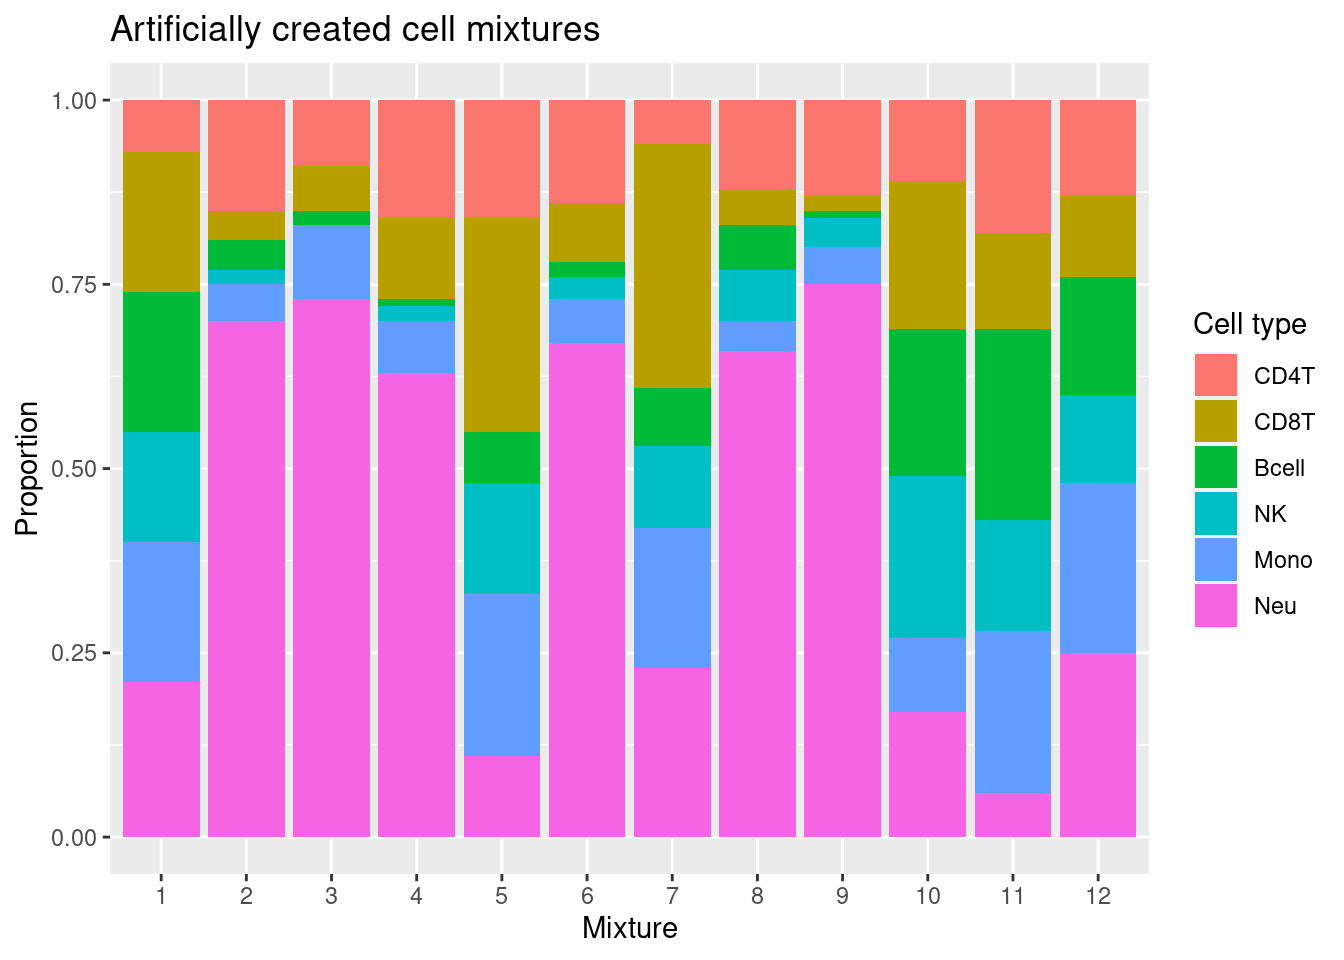 Artificially created cell mixtures
1.00
0.75
0.50
0.25
0.00
Proportion
1 2 3 4 5 6 7 8 9 10 11 12
Mixture
Cell type
CD4T
CD8T
Bcell
NK
Mono
Neu